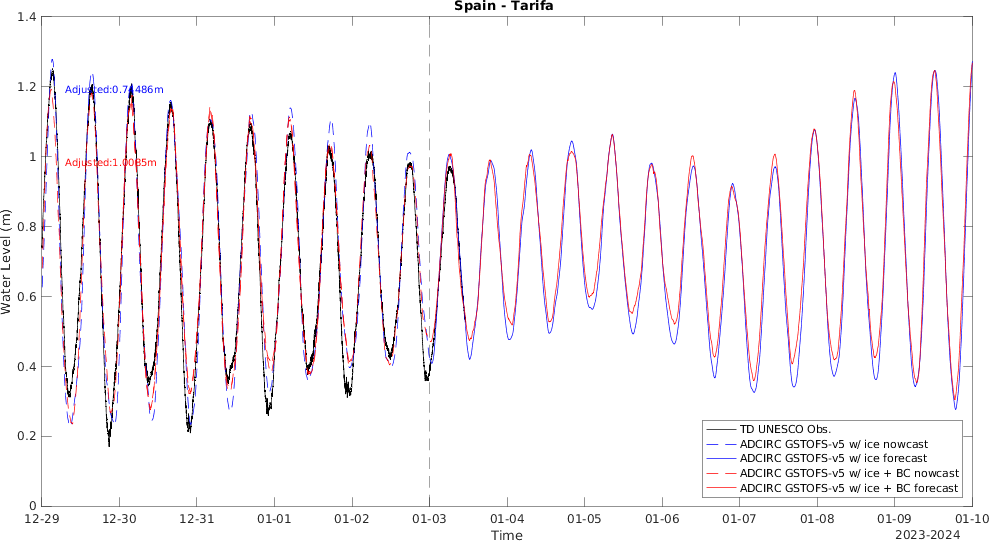 Spain - Tarifa
1.4
1.2
1
0.8
0.6
0.4
0.2
0
Water Level (m)
Adjusted:0.74486m
Adjusted:1.0085m
TD UNESCO Obs.
ADCIRC GSTOFS-v5 w/ ice nowcast
ADCIRC GSTOFS-v5 w/ ice forecast
ADCIRC GSTOFS-v5 w/ ice + BC nowcast
ADCIRC GSTOFS-v5 w/ ice + BC forecast
12-29 12-30 12-31 01-01 01-02 01-03 01-04 01-05 01-06 01-07 01-08 01-09 01-10
Time
2023-2024